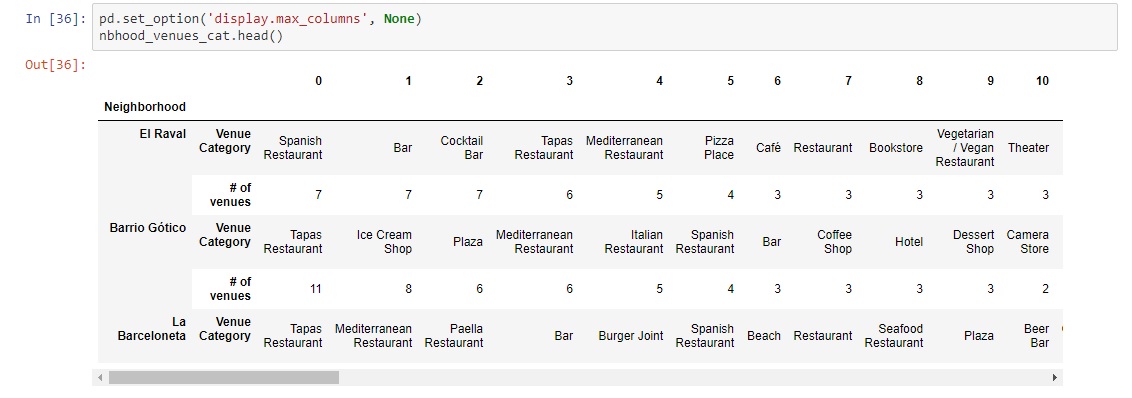 In [36]: pd.set_option('display.max_columns', None)
nbhood_venues_cat.head()
Out[36]:
0 1 2 3 4 5 6 7 8 9 10
Neighborhood
El Raval Venue Category Spanish Restaurant Bar Cocktail Bar Tapas Restaurant Mediterranean Restaurant Pizza Place Café Restaurant Bookstore Vegetarian / Vegan Restaurant Theater
# of venues 7 7 7 6 5 4 3 3 3 3 3
Barrio Gótico Venue Category Tapas Restaurant Ice Cream Shop Plaza Mediterranean Restaurant Italian Restaurant Spanish Restaurant Bar Coffee Shop Hotel Dessert Shop Camera Store
# of venues 11 8 6 6 5 4 3 3 3 3 2
La Barceloneta Venue Category Tapas Restaurant Mediterranean Restaurant Paella Restaurant Bar Burger Joint Spanish Restaurant Beach Restaurant Seafood Restaurant Plaza Beer Bar